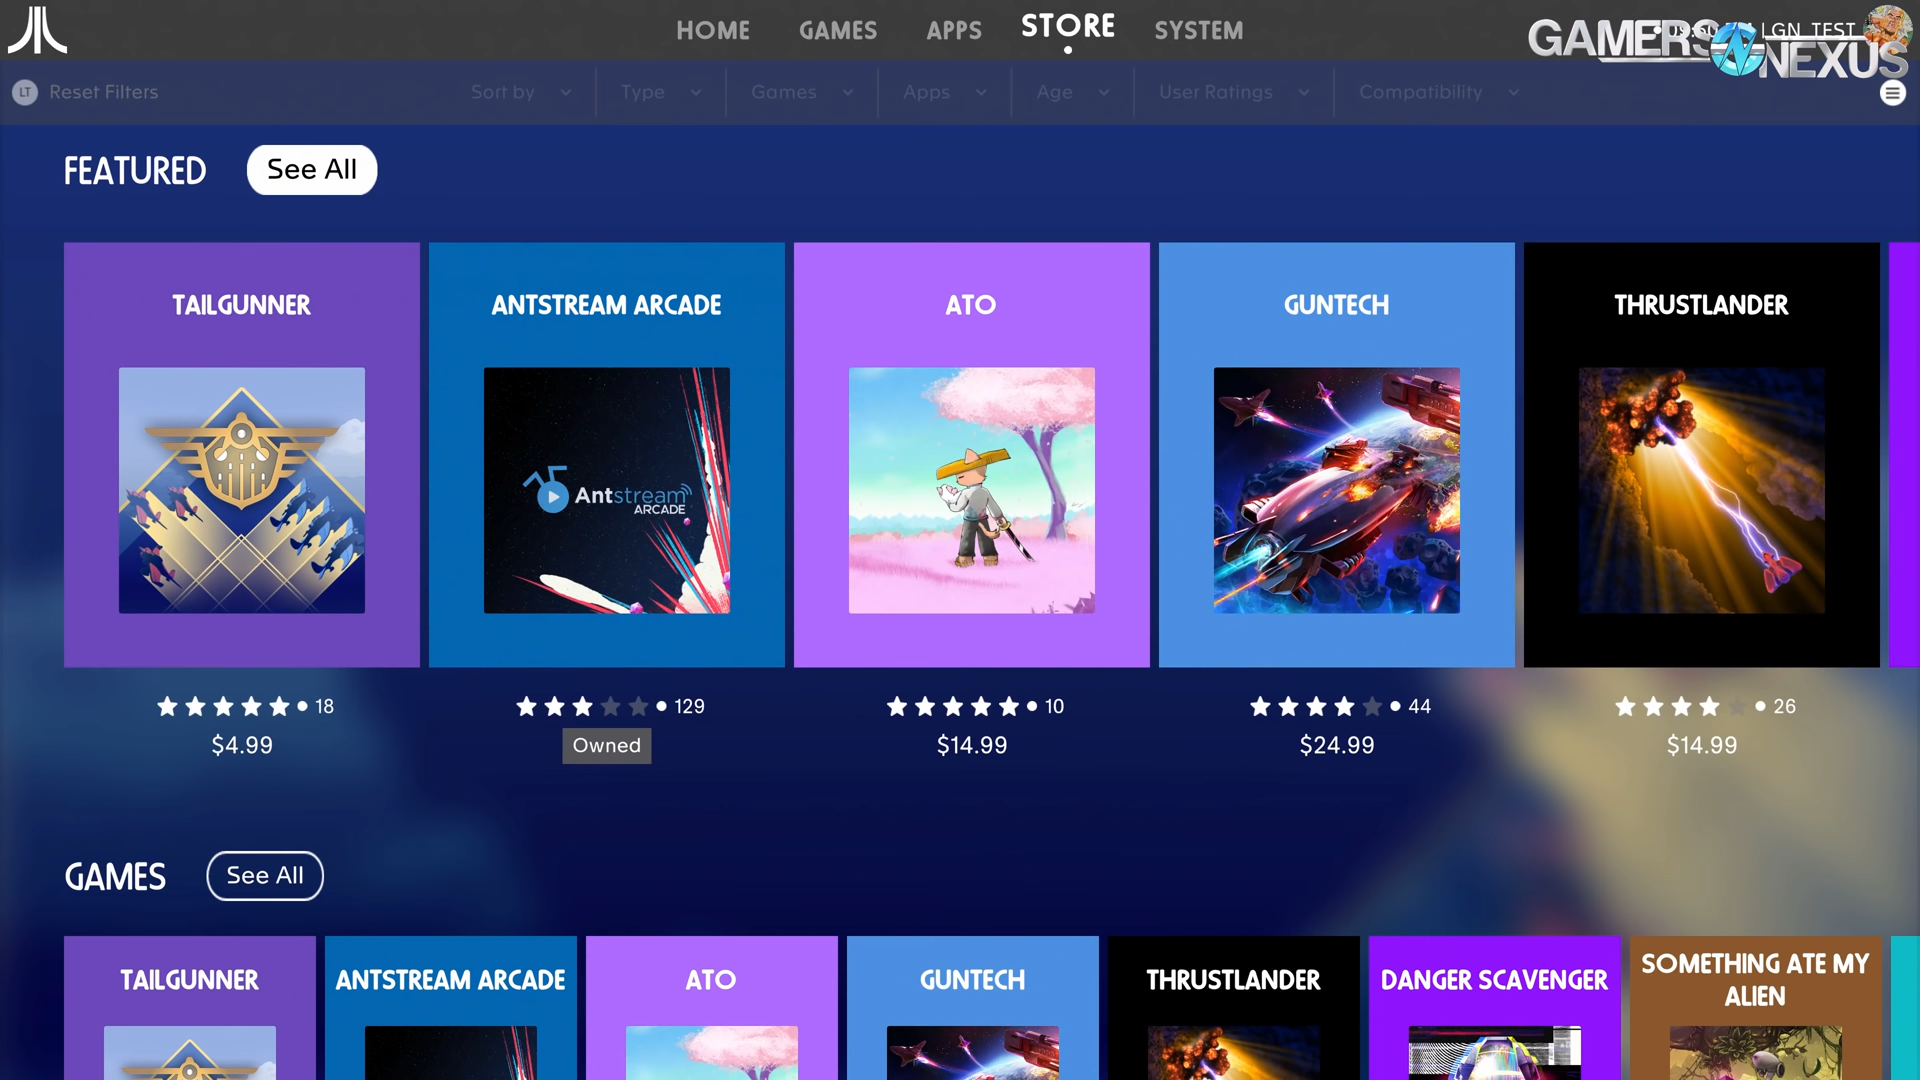 HOME GAMES APPS STORE SYSTEM
GAMERS NEXUS
LGN_TEST
LT Reset Filters Sort by Type Games Apps Age User Ratings Compatibility
FEATURED See All
TAILGUNNER ANTSTREAM ARCADE ATO GUNTECH THRUSTLANDER
Antstream
ARCADE
18 129 10 44 26
$4.99 Owned $14.99 $24.99 $14.99
GAMES See All
TAILGUNNER ANTSTREAM ARCADE ATO GUNTECH THRUSTLANDER DANGER SCAVENGER SOMETHING ATE MY
ALIEN